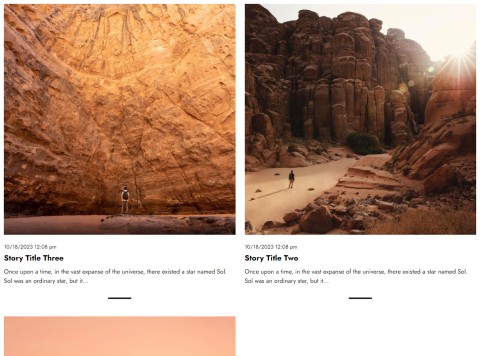 10/18/2023 12:08 pm
Story Title Three
Once upon a time, in the vast expanse of the universe, there existed a star named Sol.
Sol was an ordinary star, but it...
10/18/2023 12:08 pm
Story Title Two
Once upon a time, in the vast expanse of the universe, there existed a star named Sol.
Sol was an ordinary star, but it...